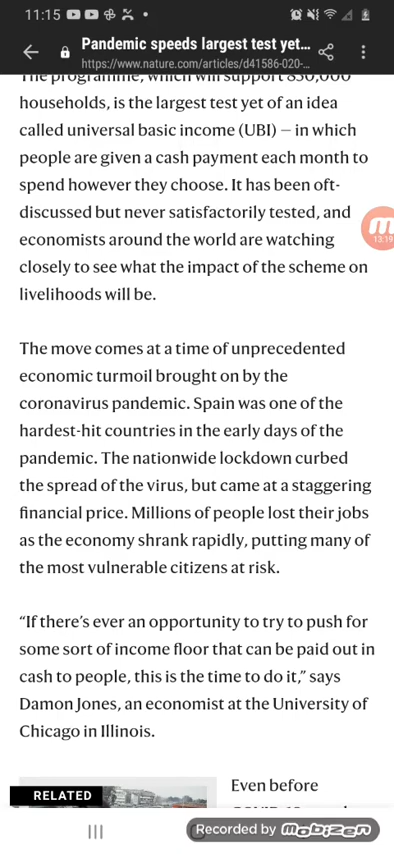 11:15
Pandemic speeds largest test yet...
https://www.nature.com/articles/d41586-020-...
The programme, which will support 850,000
households, is the largest test yet of an idea
called universal basic income (UBI) — in which
people are given a cash payment each month to
spend however they choose. It has been oft-
discussed but never satisfactorily tested, and
economists around the world are watching
closely to see what the impact of the scheme on
livelihoods will be.
13:19
The move comes at a time of unprecedented
economic turmoil brought on by the
coronavirus pandemic. Spain was one of the
hardest-hit countries in the early days of the
pandemic. The nationwide lockdown curbed
the spread of the virus, but came at a staggering
financial price. Millions of people lost their jobs
as the economy shrank rapidly, putting many of
the most vulnerable citizens at risk.
“If there’s ever an opportunity to try to push for
some sort of income floor that can be paid out in
cash to people, this is the time to do it,” says
Damon Jones, an economist at the University of
Chicago in Illinois.
RELATED
Even before
Recorded by mobizen